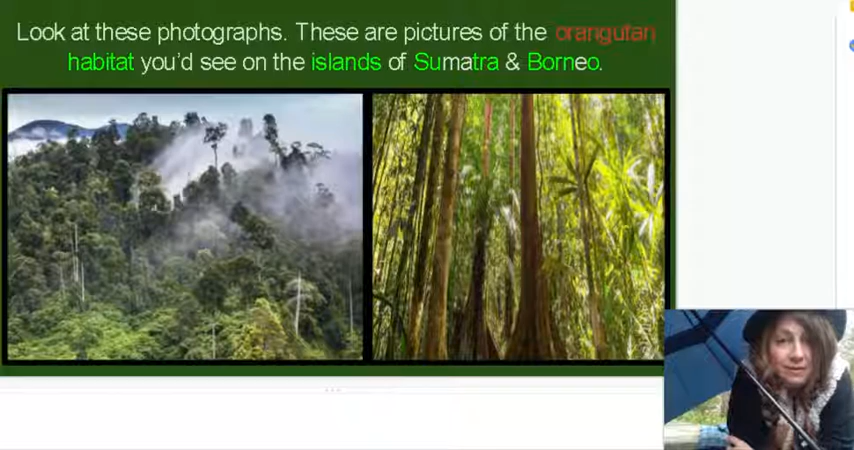 Look at these photographs. These are pictures of the orangutan
habitat you'd see on the islands of Sumatra & Borneo.